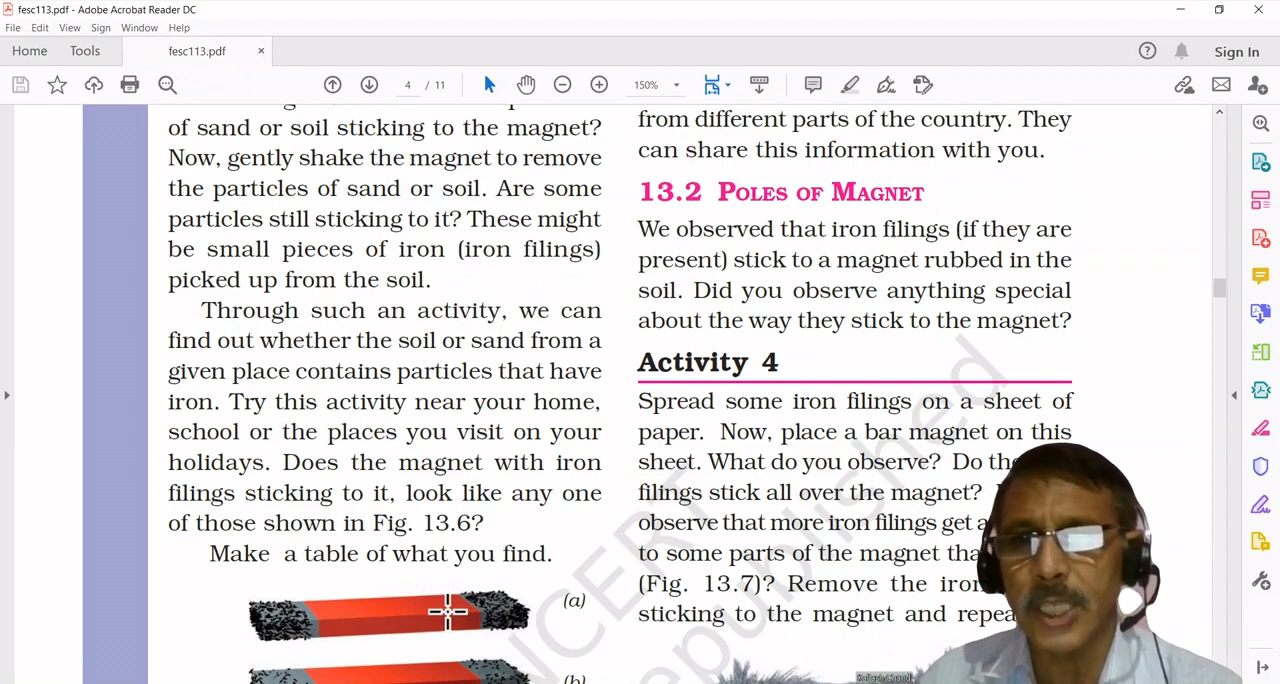 fesc113.pdf - Adobe Acrobat Reader DC
File Edit View Sign Window Help
Home Tools fesc113.pdf × Sign In
4 / 11 150%
of sand or soil sticking to the magnet?
Now, gently shake the magnet to remove
the particles of sand or soil. Are some
particles still sticking to it? These might
be small pieces of iron (iron filings)
picked up from the soil.
Through such an activity, we can
find out whether the soil or sand from a
given place contains particles that have
iron. Try this activity near your home,
school or the places you visit on your
holidays. Does the magnet with iron
filings sticking to it, look like any one
of those shown in Fig. 13.6?
Make a table of what you find.
(a)
(b)
from different parts of the country. They
can share this information with you.
13.2 POLES OF MAGNET
We observed that iron filings (if they are
present) stick to a magnet rubbed in the
soil. Did you observe anything special
about the way they stick to the magnet?
Activity 4
Spread some iron filings on a sheet of
paper. Now, place a bar magnet on this
sheet. What do you observe? Do
filings stick all over the magnet?
observe that more iron filings get
to some parts of the magnet
(Fig. 13.7)? Remove the iron
sticking to the magnet and
NCERT
republished